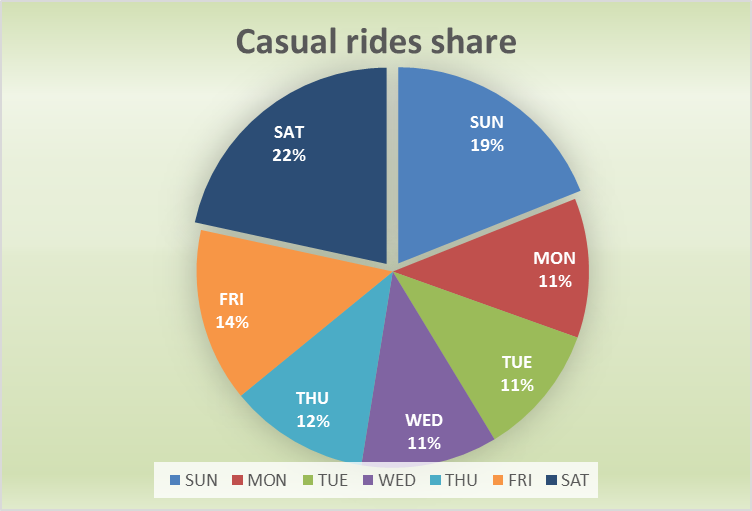 Casual rides share
SUN
19%
MON
11%
TUE
11%
WED
11%
THU
12%
FRI
14%
SAT
22%
SUN MON TUE WED THU FRI SAT